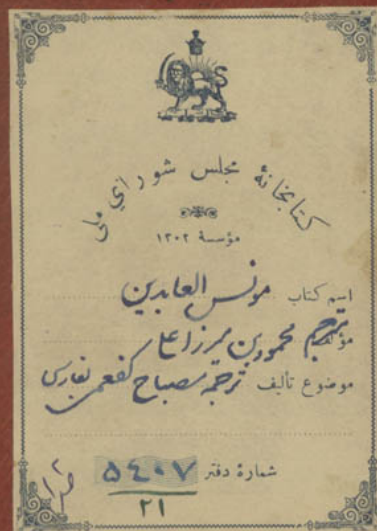 کتابخانهٔ مجلس شورای ملی
مؤسسهٔ ۱۳۰۲
اسم کتاب مونس العابدین
مؤلف مترجم محمود بن میرزا علی
موضوع تألیف ترجمه مصباح کفعمی بفارسی
شمارهٔ دفتر ۵۴۰۷
۲۱